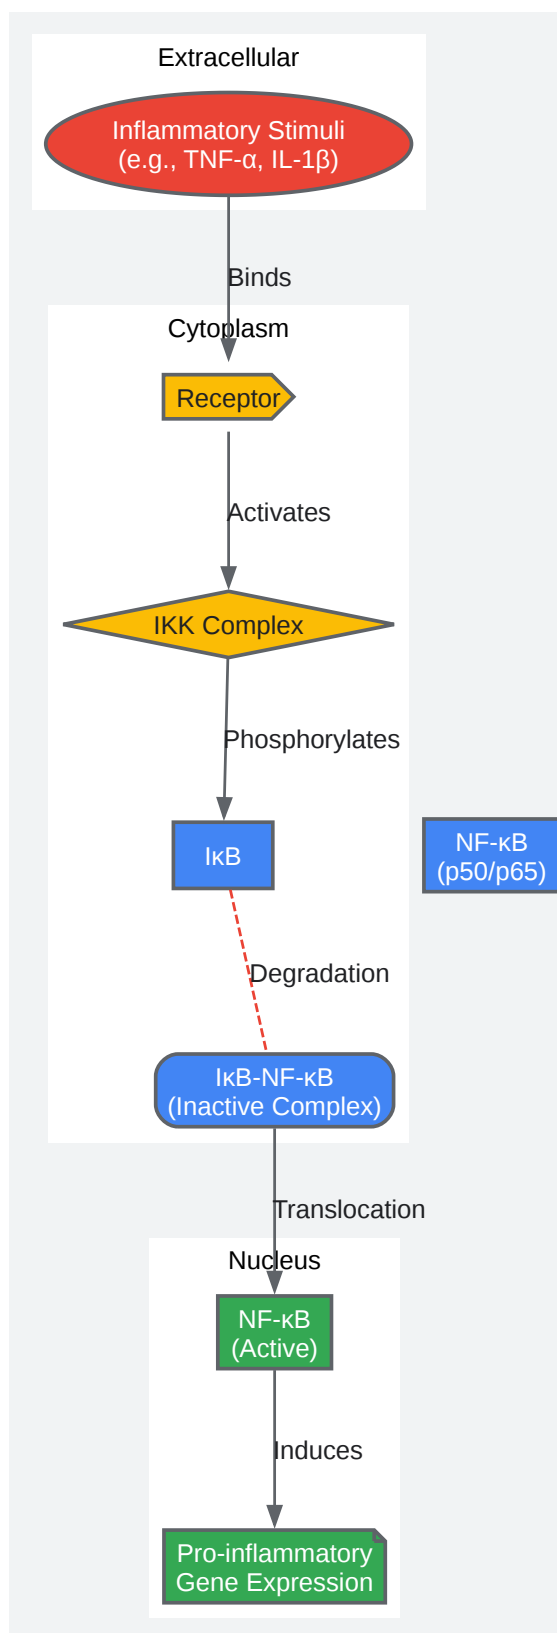 Extracellular
Inflammatory Stimuli
(e.g., TNF-α, IL-1β)
Binds
Cytoplasm
Receptor
Activates
IKK Complex
Phosphorylates
IκB
NF-κB
(p50/p65)
Degradation
IκB-NF-κB
(Inactive Complex)
Translocation
Nucleus
NF-κB
(Active)
Induces
Pro-inflammatory
Gene Expression